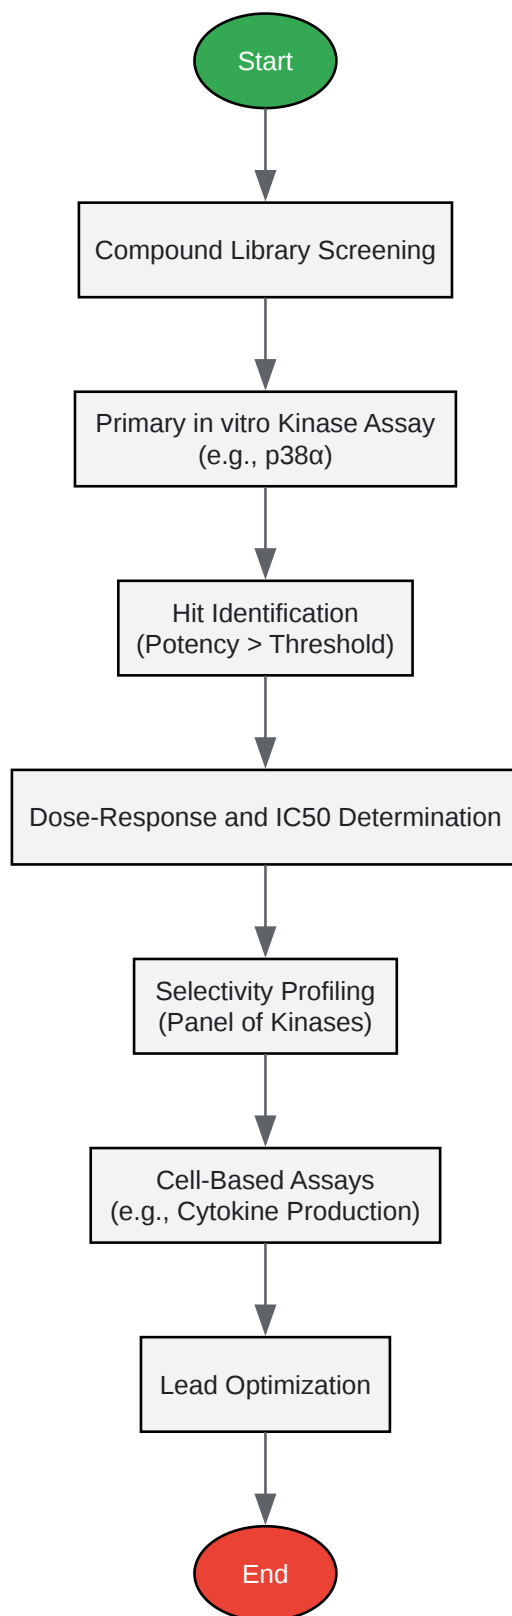 Start
Compound Library Screening
Primary in vitro Kinase Assay
(e.g., p38α)
Hit Identification
(Potency > Threshold)
Dose-Response and IC50 Determination
Selectivity Profiling
(Panel of Kinases)
Cell-Based Assays
(e.g., Cytokine Production)
Lead Optimization
End